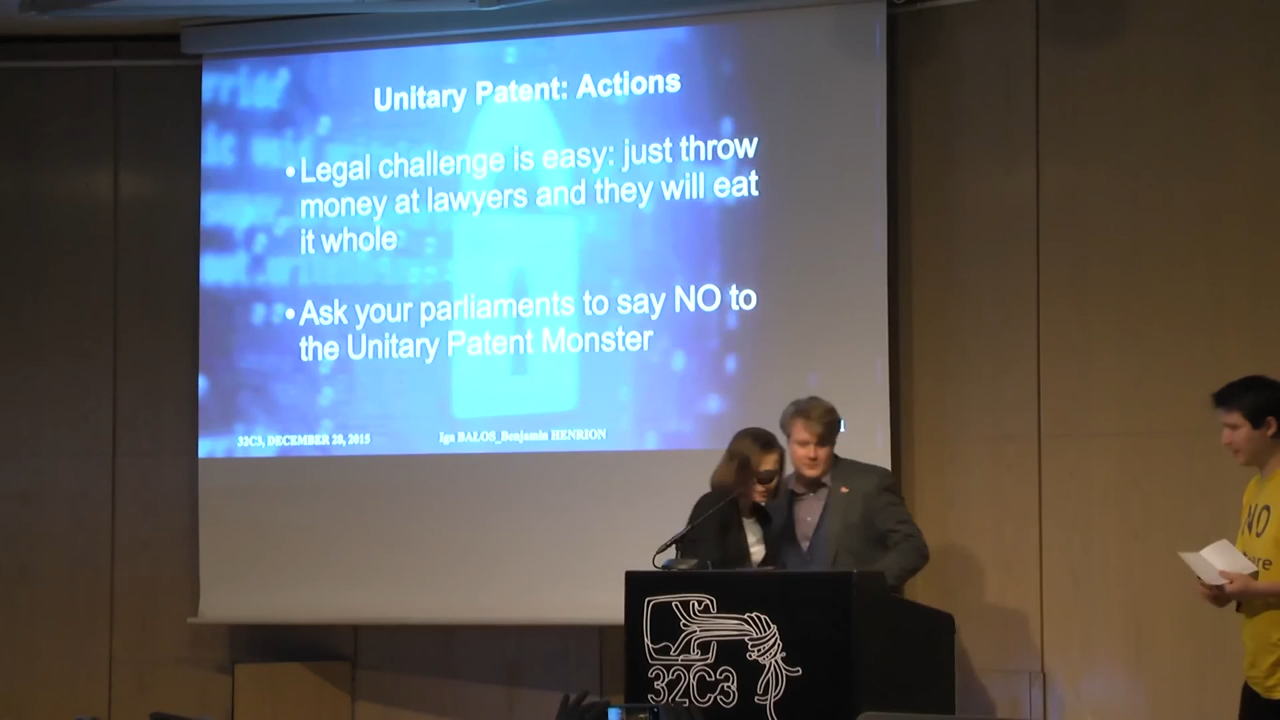 Unitary Patent: Actions
•Legal challenge is easy: just throw
money at lawyers and they will eat
it whole
•Ask your parliaments to say NO to
the Unitary Patent Monster
32C3, DECEMBER 28, 2015
Iga BALOS_Benjamin HENRION
32C3
NO